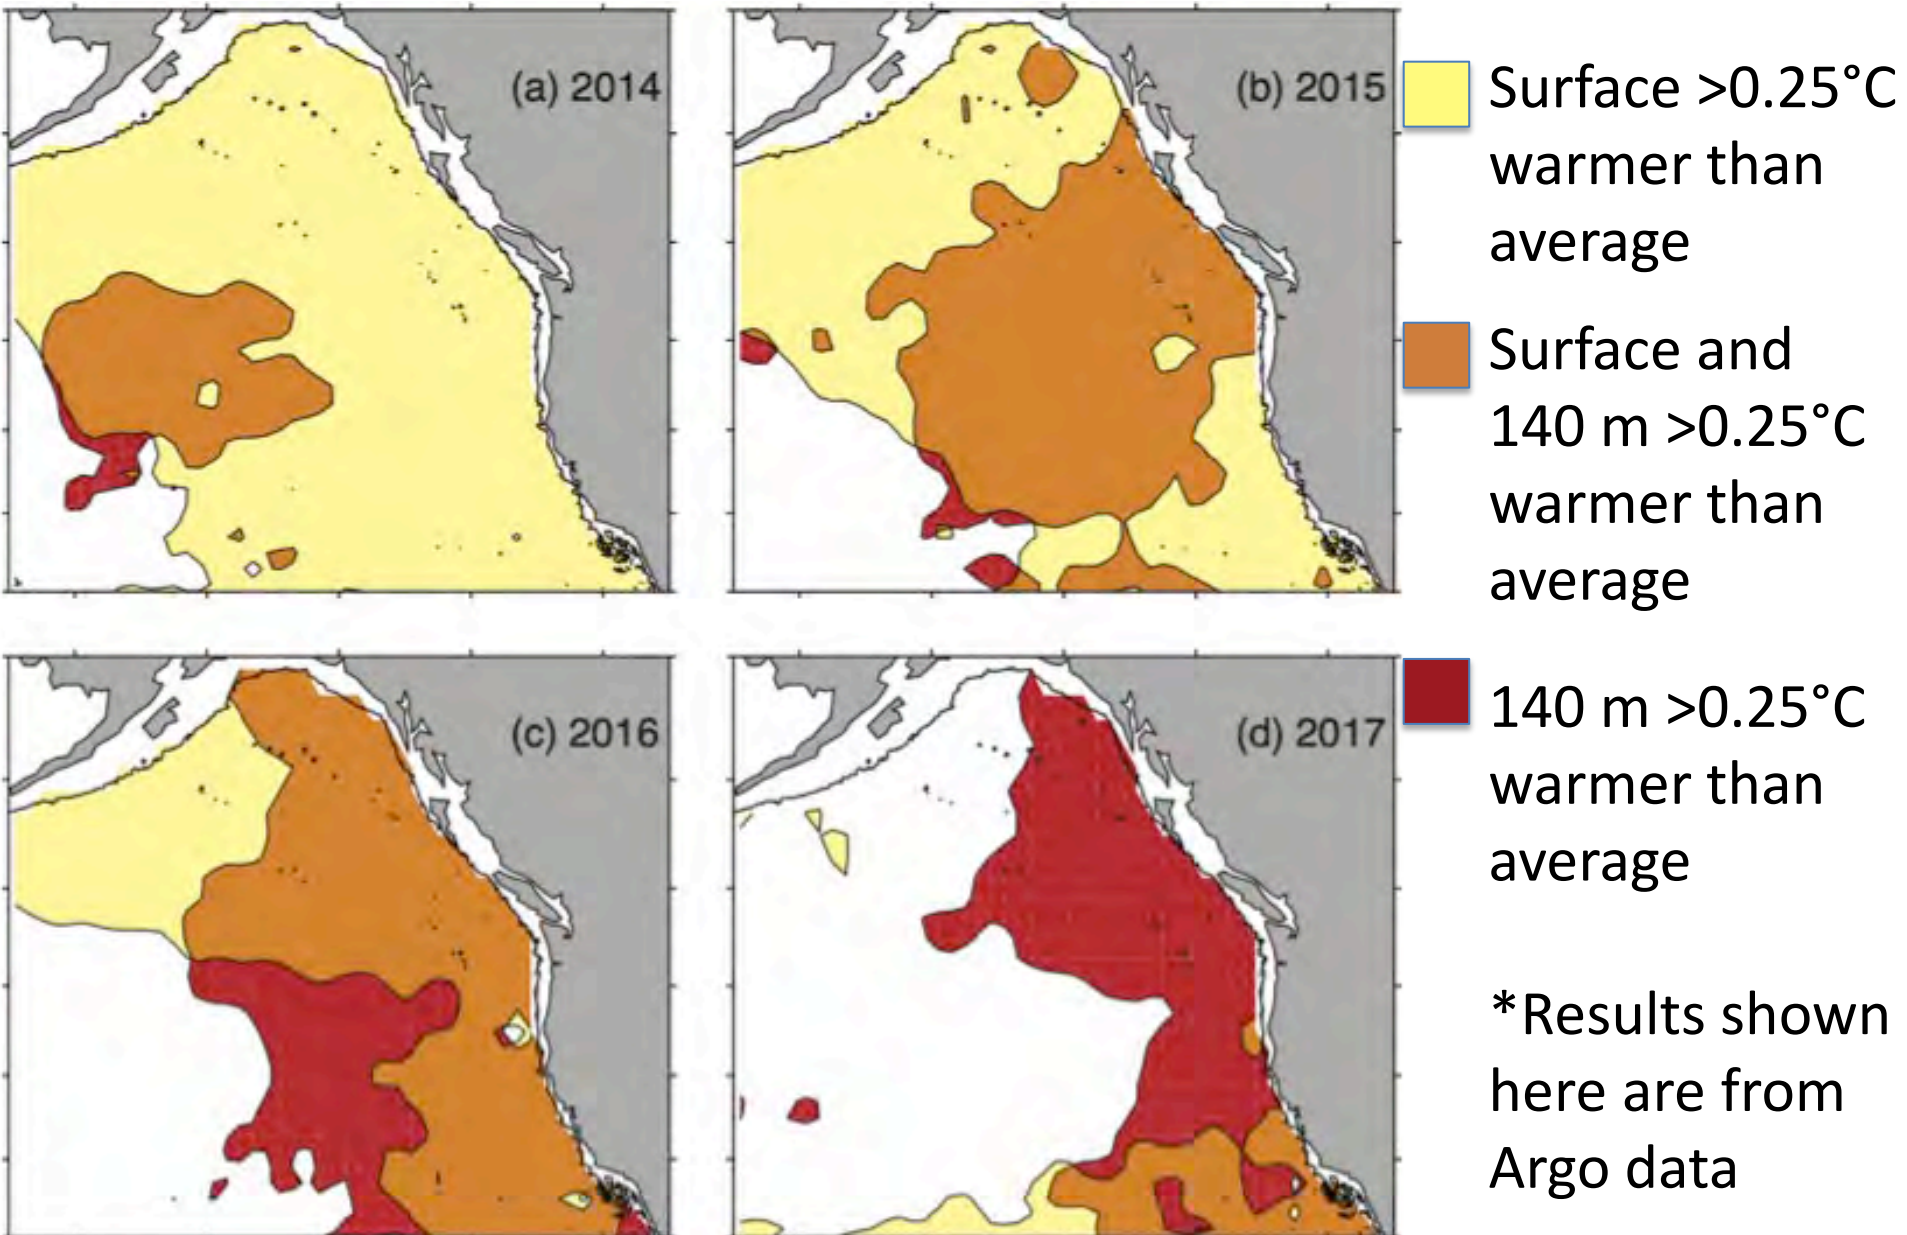 (a) 2014
(b) 2015
(c) 2016
(d) 2017
Surface >0.25°C
warmer than
average
Surface and
140 m >0.25°C
warmer than
average
140 m >0.25°C
warmer than
average
*Results shown
here are from
Argo data